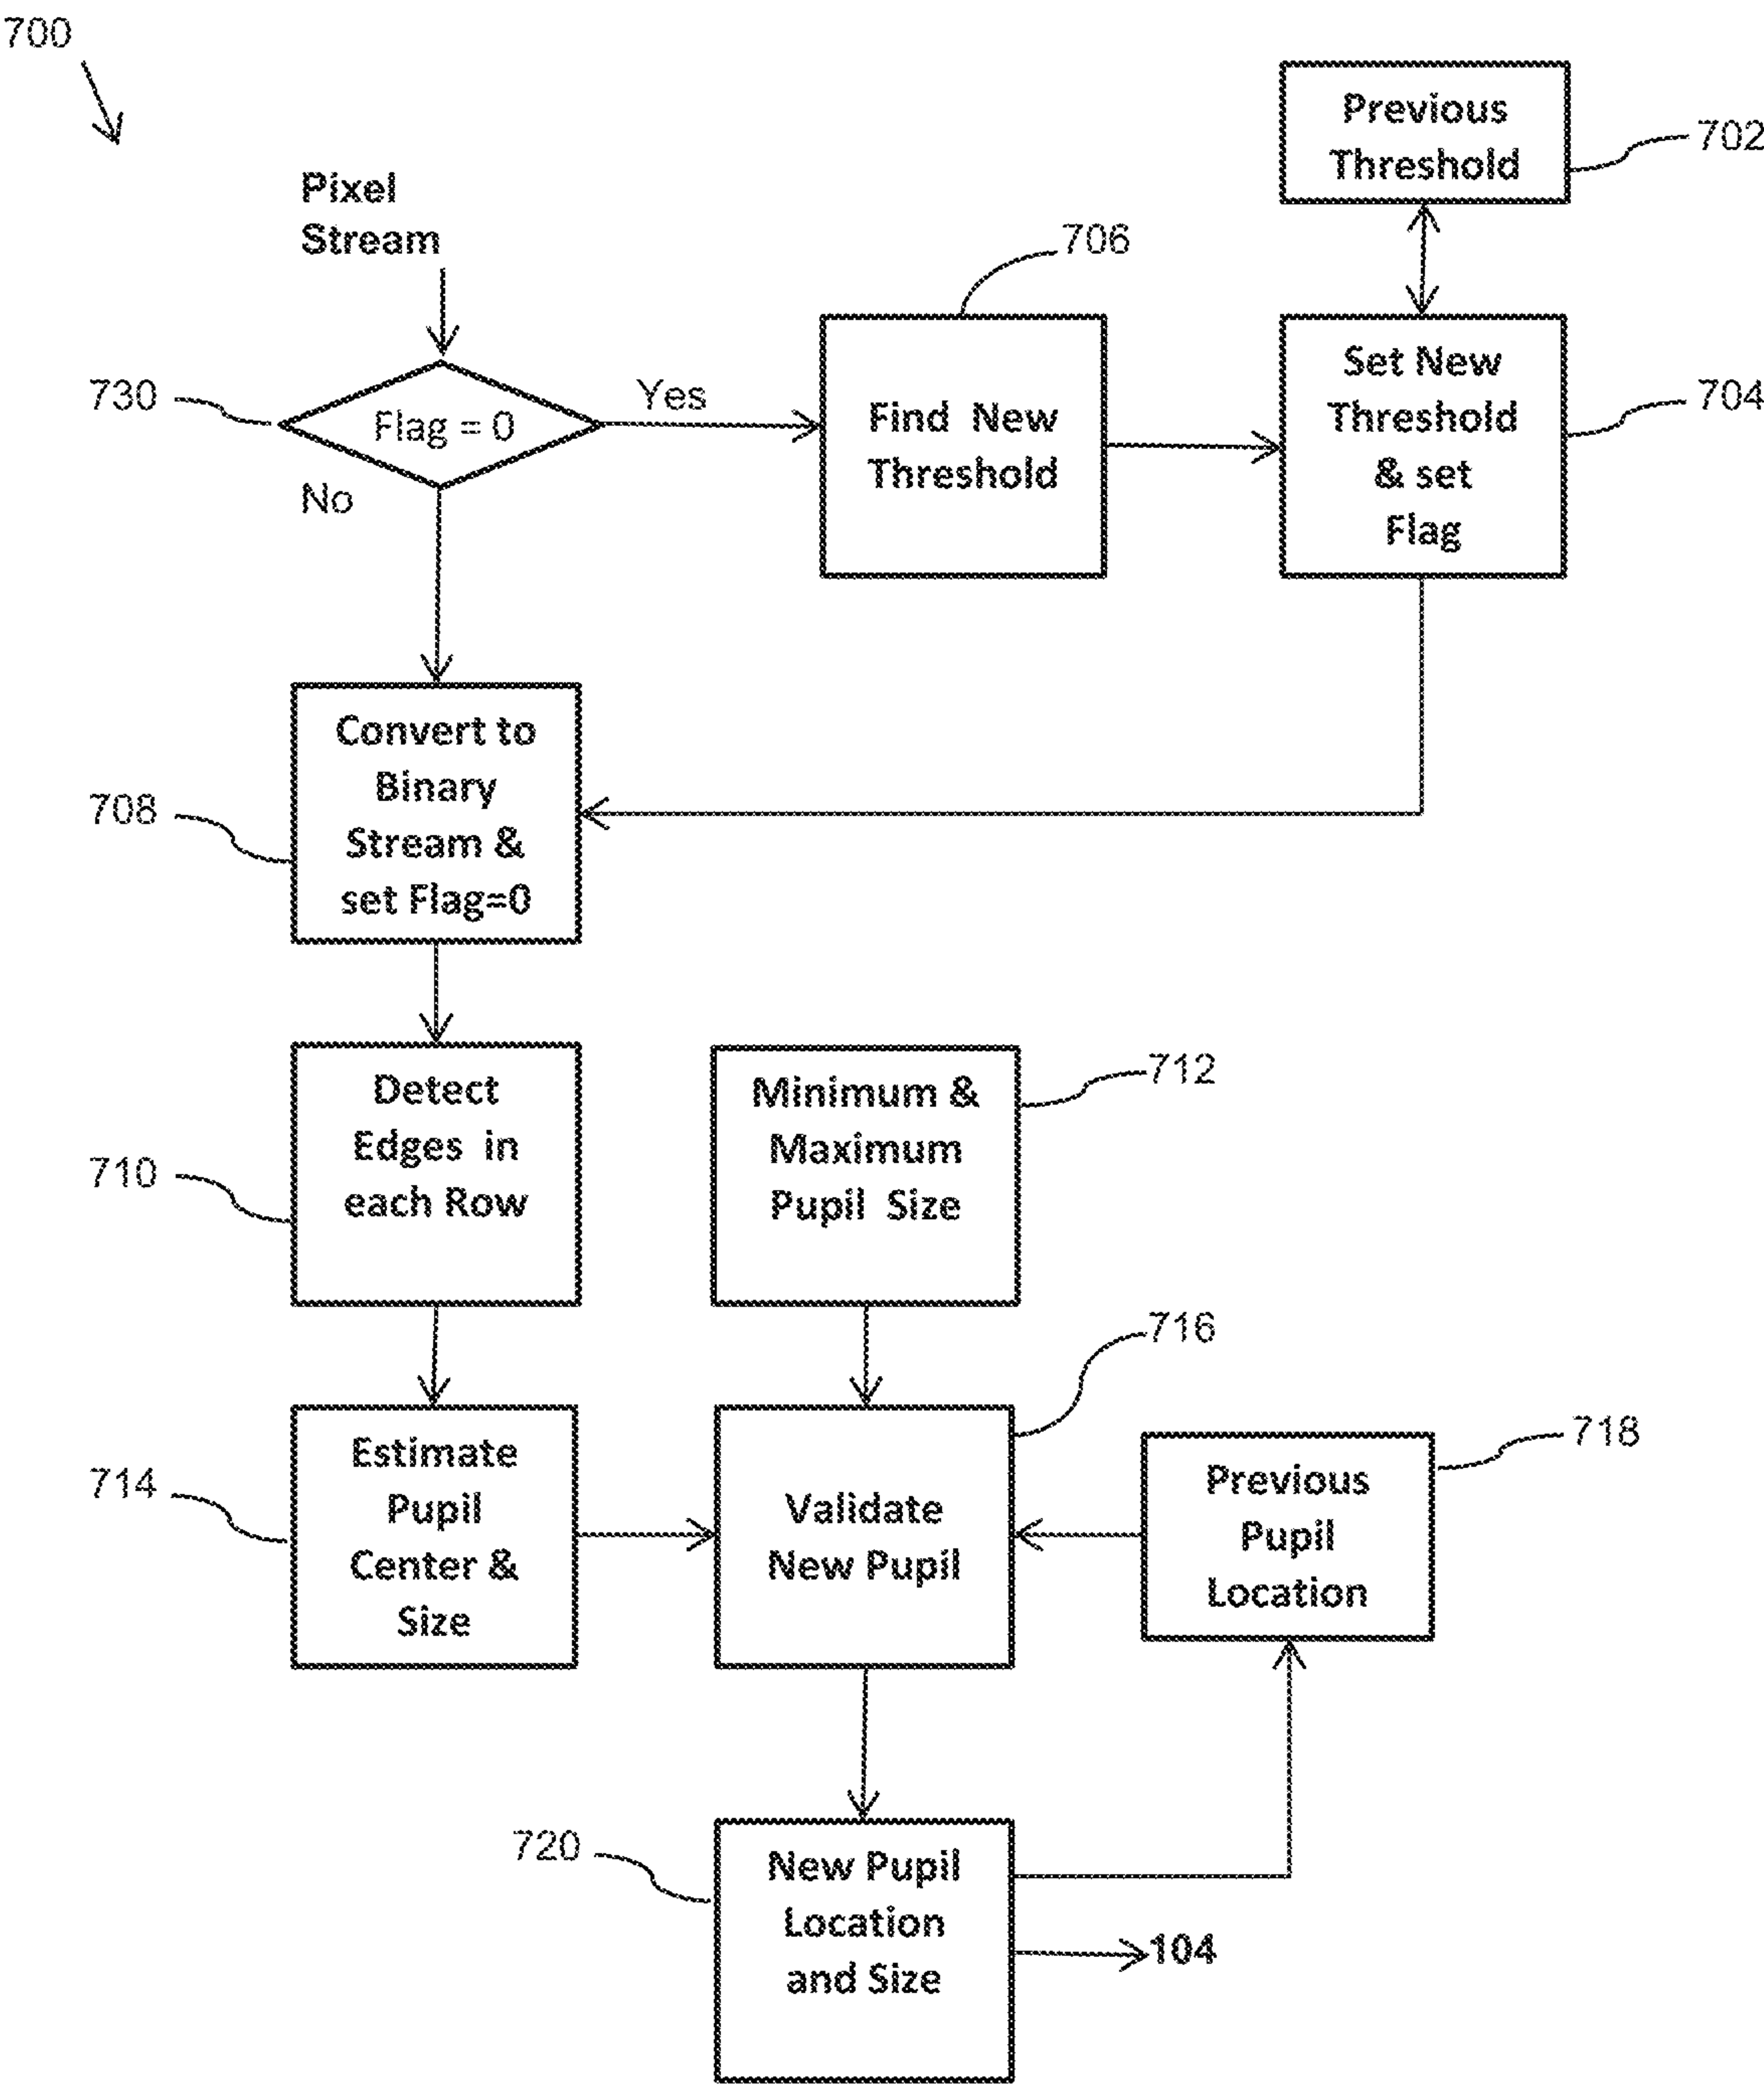 700
Previous
Threshold
702
Pixel
Stream
706
730
Flag = 0
Yes
No
Find New
Threshold
Set New
Threshold
& set
Flag
704
Convert to
Binary
Stream &
set Flag=0
708
Detect
Edges in
each Row
710
Minimum &
Maximum
Pupil Size
712
716
Estimate
Pupil
Center &
Size
714
Validate
New Pupil
Previous
Pupil
Location
718
720
New Pupil
Location
and Size
104